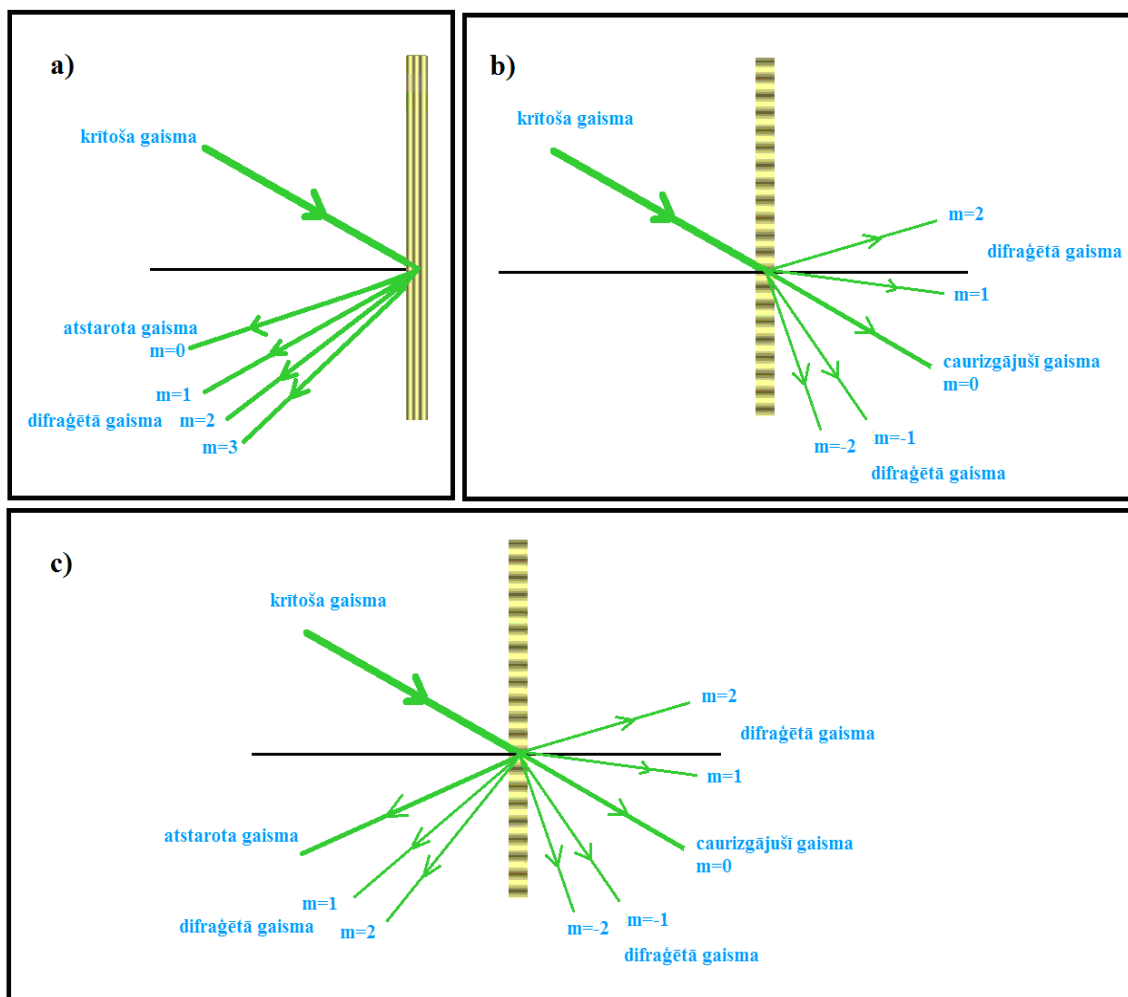 a)
krītoša gaisma
atstarota gaisma
m=0
m=1
difraģētā gaisma
m=2
m=3
b)
krītoša gaisma
m=2
difraģētā gaisma
m=1
caurizgājušī gaisma
m=0
m=-1
m=-2
difraģētā gaisma
c)
krītoša gaisma
m=2
difraģētā gaisma
m=1
atstarota gaisma
caurizgājušī gaisma
m=0
m=1
difraģētā gaisma
m=2
m=-1
m=-2
difraģētā gaisma